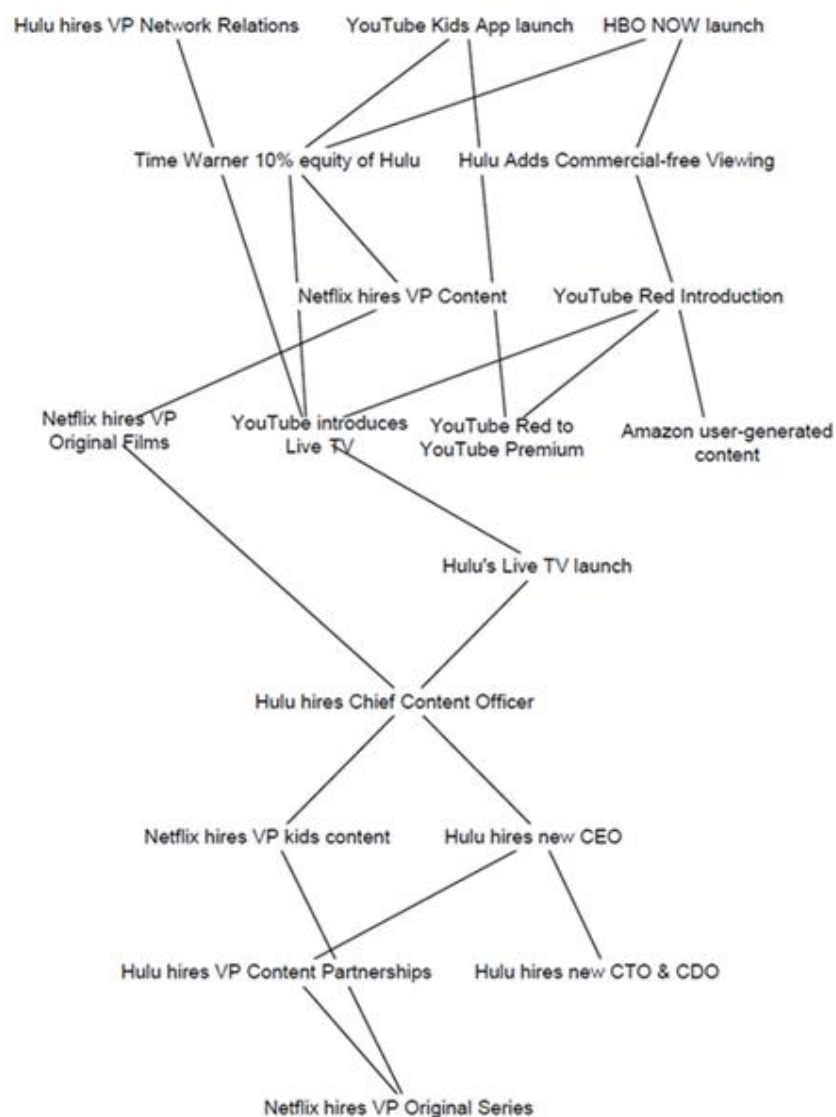 Hulu hires VP Network Relations
YouTube Kids App launch
HBO NOW launch
Time Warner 10% equity of Hulu
Hulu Adds Commercial-free Viewing
Netflix hires VP Content
YouTube Red Introduction
Netflix hires VP
Original Films
YouTube introduces
Live TV
YouTube Red to
YouTube Premium
Amazon user-generated
content
Hulu's Live TV launch
Hulu hires Chief Content Officer
Netflix hires VP kids content
Hulu hires new CEO
Hulu hires VP Content Partnerships
Hulu hires new CTO & CDO
Netflix hires VP Original Series